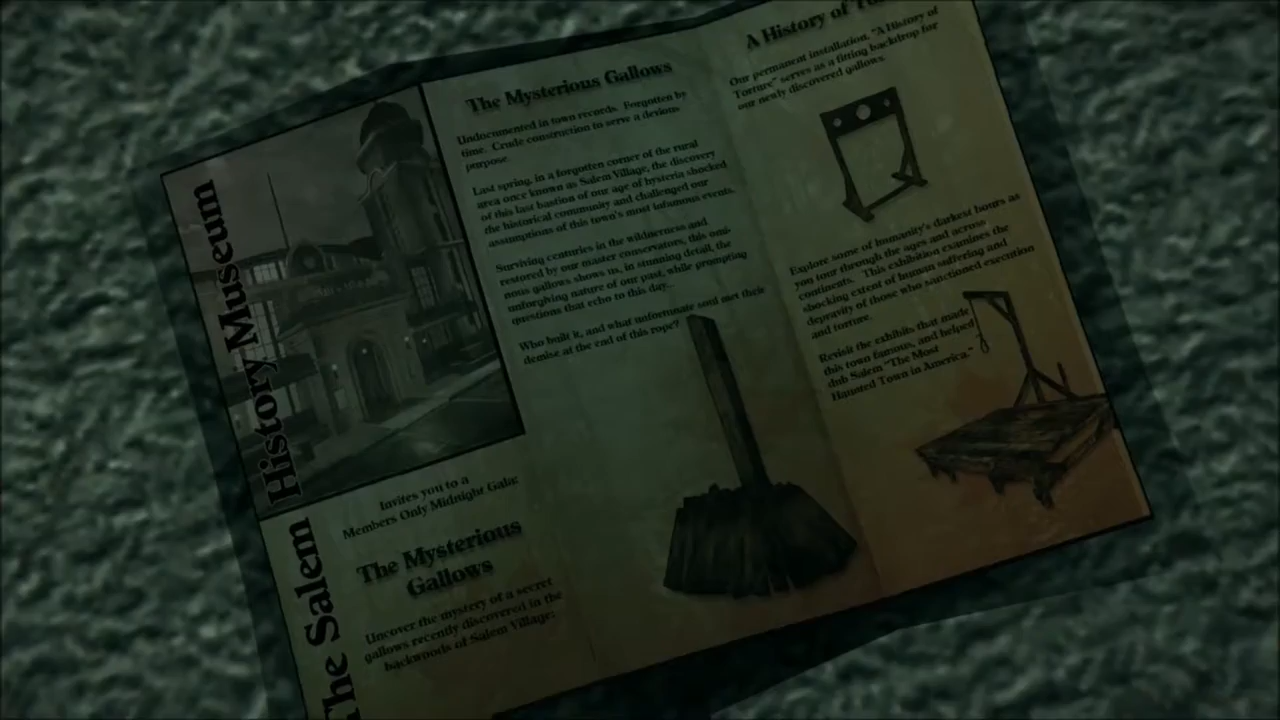 The Salem
History Museum
Invites you to a
Members Only Midnight Gala:
The Mysterious
Gallows
Uncover the mystery of a secret
gallows recently discovered in the
backwoods of Salem Village:
The Mysterious Gallows
Undocumented in town records. Forgotten by
time. Crude construction to serve a devious
purpose.
Last spring, in a forgotten corner of the rural
area once known as Salem Village, the discovery
of this last bastion of our age of hysteria shocked
the historical community and challenged our
assumptions of this town's most infamous events.
Surviving centuries in the wilderness and
restored by our master conservators, this omi-
nous gallows shows us, in stunning detail, the
unforgiving nature of our past, while prompting
questions that echo to this day..
Who built it, and what unfortunate soul met their
demise at the end of this rope?
A History of
Our permanent installation, "A History of
Torture" serves as a fitting backdrop for
our newly discovered gallows.
Explore some of humanity's darkest hours as
you tour through the ages and across
continents. This exhibition examines the
shocking extent of human suffering and
depravity of those who sanctioned execution
and torture.
Revisit the exhibits that made
this town famous, and helped
dub Salem "The Most
Haunted Town in America."